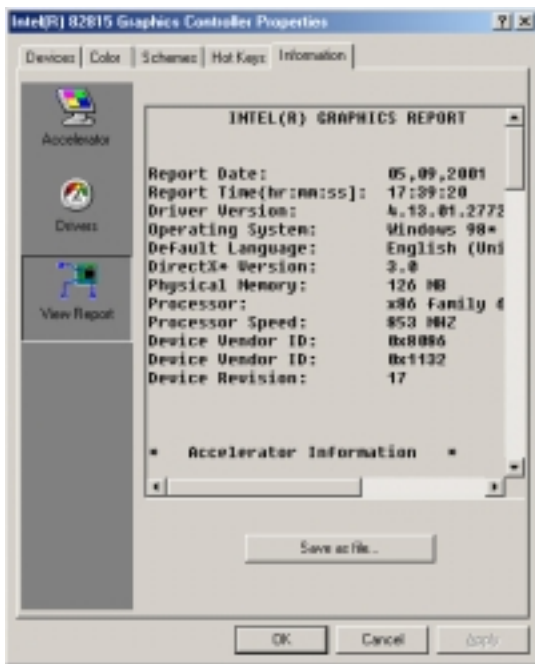 Intel(R) 82815 Graphics Controller Properties
Devices Color Schemes Hot Keys Information
Accelerator
Drivers
View Report
INTEL(R) GRAPHICS REPORT
Report Date: 05,09,2001
Report Time(hr:mm:ss]: 17:39:20
Driver Version: 4.13.01.2772
Operating System: Windows 98*
Default Language: English (Uni
DirectX* Version: 3.0
Physical Memory: 126 MB
Processor: x86 Family 6
Processor Speed: 853 MHZ
Device Vendor ID: 0x8086
Device Vendor ID: 0x1132
Device Revision: 17
* Accelerator Information *
Save as file...
OK Cancel Apply